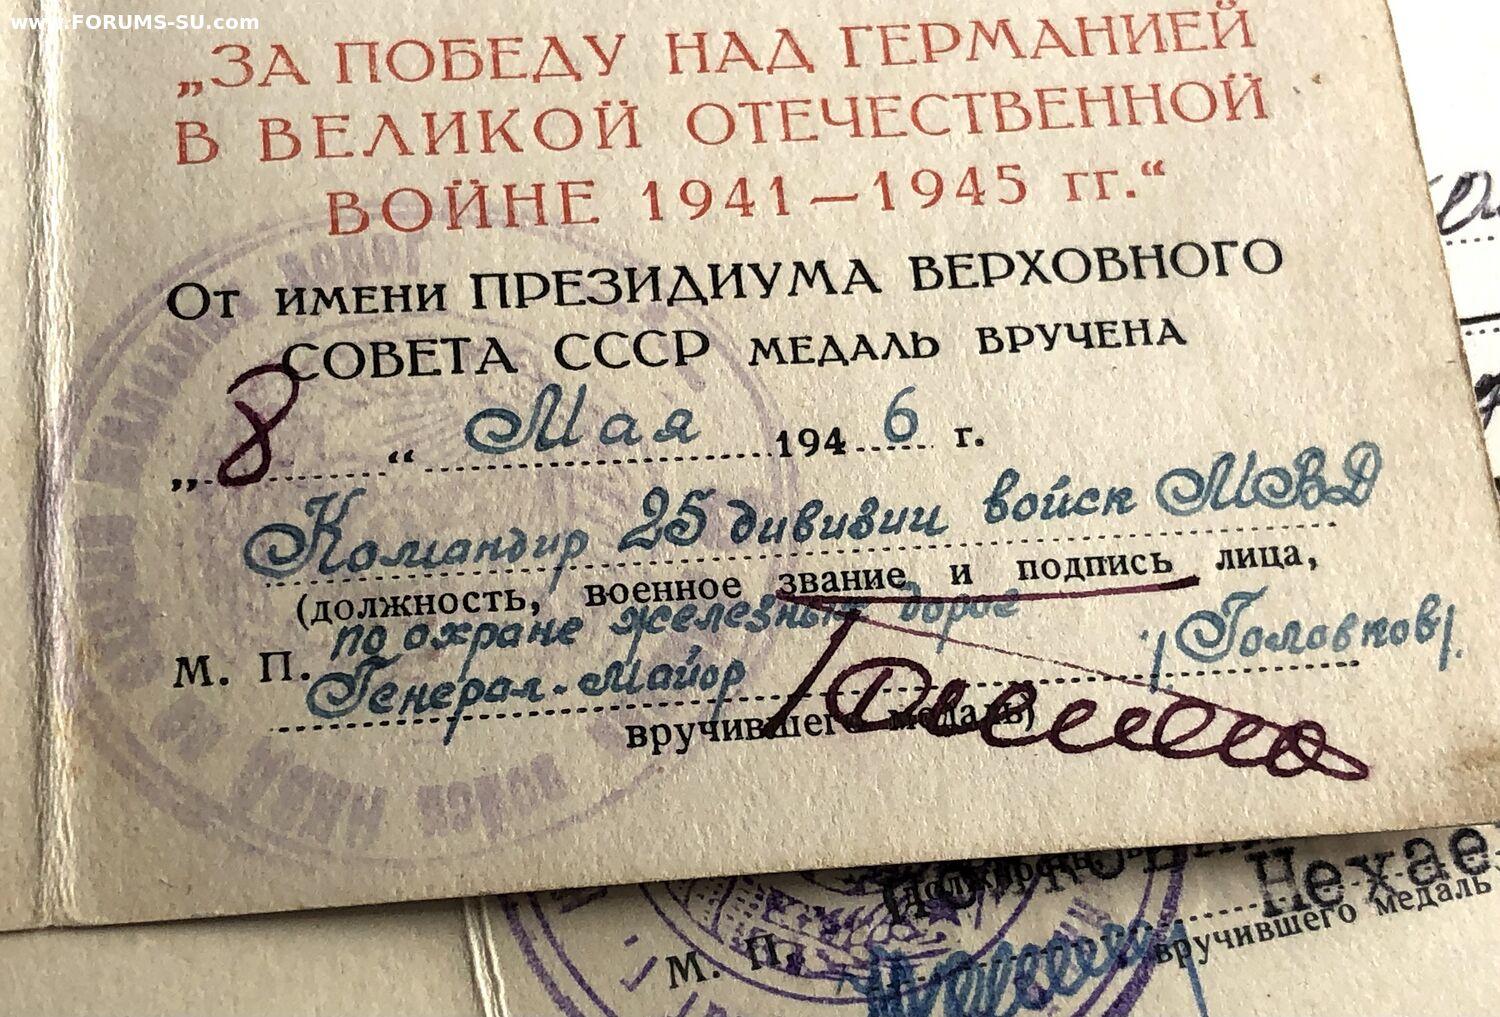 www.FORUMS-SU.com
„ЗА ПОБЕДУ НАД ГЕРМАНИЕЙ
В ВЕЛИКОЙ ОТЕЧЕСТВЕННОЙ
ВОЙНЕ 1941—1945 гг.“
От имени ПРЕЗИДИУМА ВЕРХОВНОГО
СОВЕТА СССР медаль вручена
„8“ Мая 1946 г.
Командир 25 дивизии войск МВД
(должность, военное звание и подпись лица,
по охране железных дорог
М. П. Генерал-Майор /Головков/.
вручившего медаль)
Нехае
вручившего медаль
М. П.